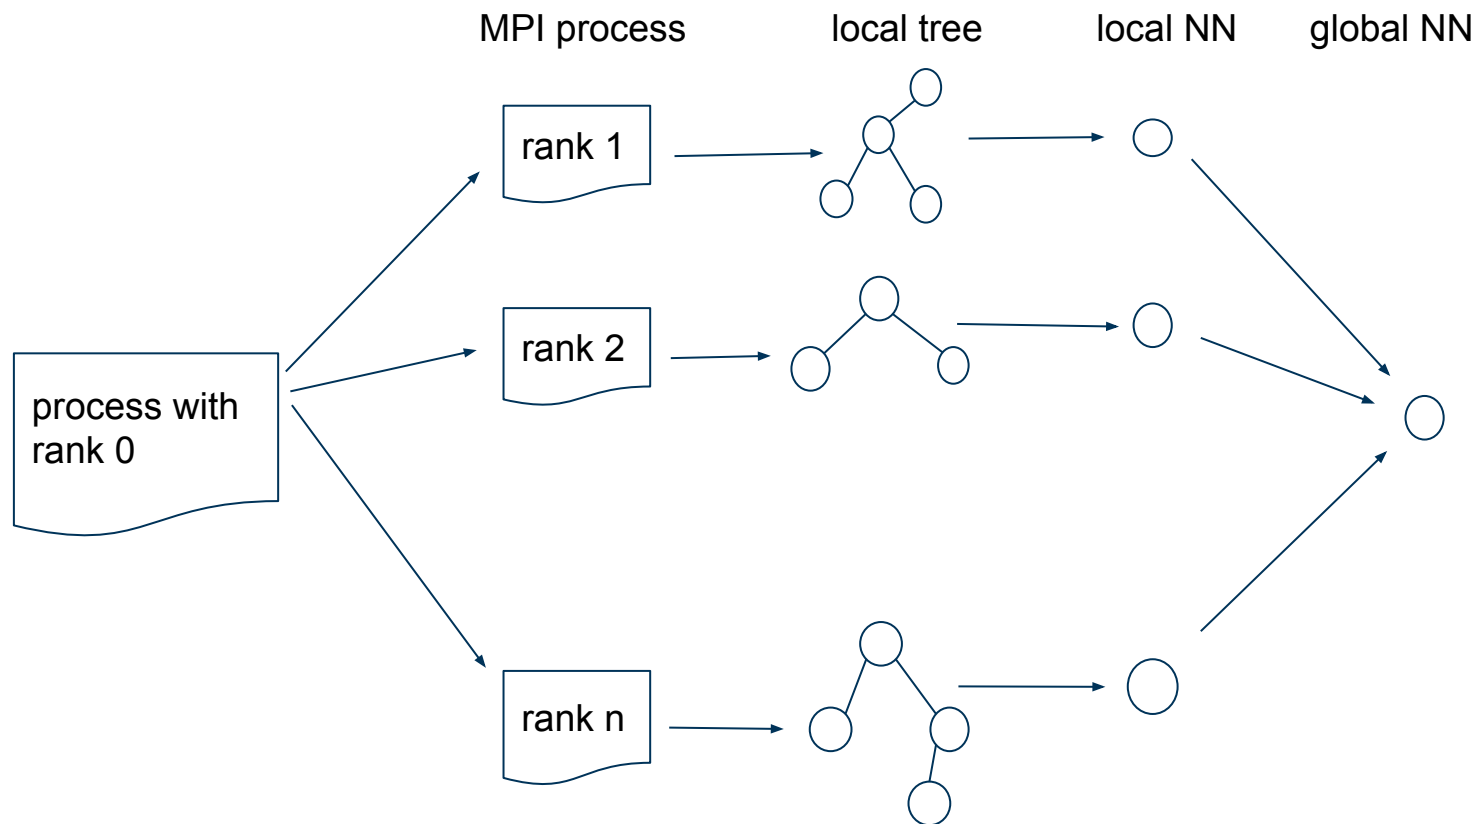 MPI process
local tree
local NN
global NN
rank 1
rank 2
process with
rank 0
rank n